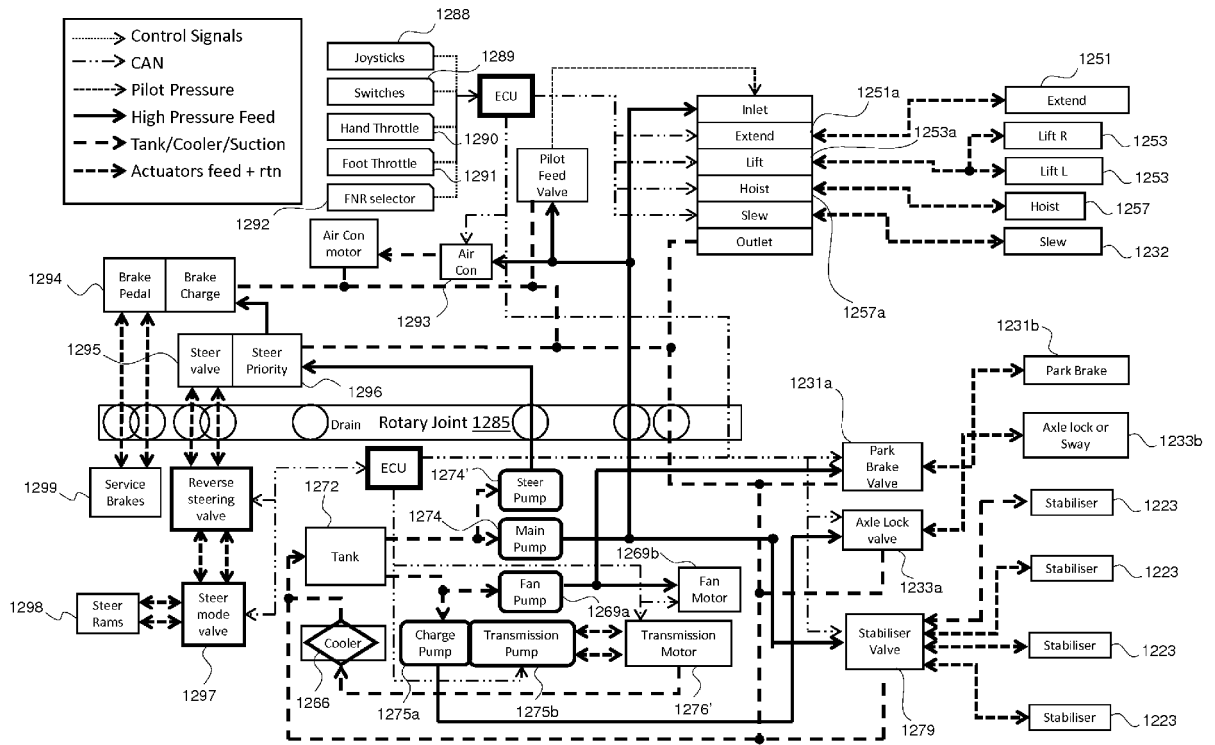 Control Signals
CAN
Pilot Pressure
High Pressure Feed
Tank/Cooler/Suction
Actuators feed + rtn
1288
Joysticks
1289
Switches
Hand Throttle
1290
Foot Throttle
1291
FNR selector
1292
ECU
Pilot
Feed
Valve
Air Con
motor
Air
Con
1293
Inlet
Extend
Lift
Hoist
Slew
Outlet
1251a
1253a
1257a
1251
Extend
Lift R
1253
Lift L
1253
Hoist
1257
Slew
1232
1294
Brake
Pedal
Brake
Charge
1295
Steer
valve
Steer
Priority
1296
Drain
Rotary Joint 1285
1231b
Park Brake
1231a
Park
Brake
Valve
Axle lock or
Sway
1233b
1299
Service
Brakes
Reverse
steering
valve
ECU
1272
Tank
1274'
Steer
Pump
1274
Main
Pump
Fan
Pump
1269a
1269b
Fan
Motor
Axle Lock
valve
1233a
Stabiliser
1223
Stabiliser
1223
Stabiliser
1223
Stabiliser
1223
1298
Steer
Rams
Steer
mode
valve
1297
Cooler
1266
Charge
Pump
1275a
Transmission
Pump
1275b
Transmission
Motor
1276'
Stabiliser
Valve
1279